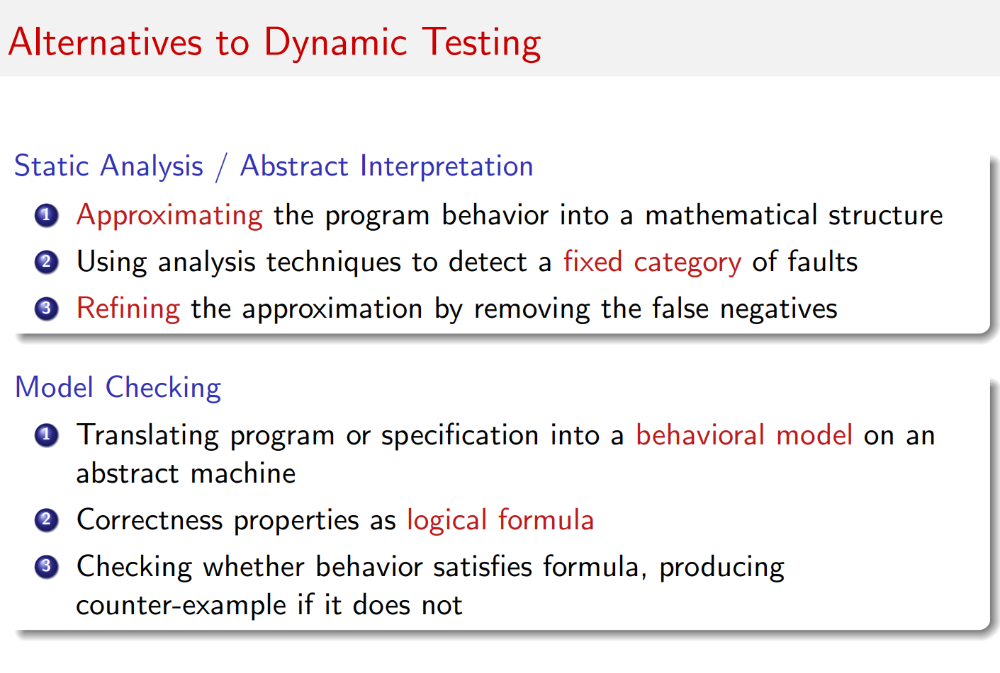 Alternatives to Dynamic Testing
Static Analysis / Abstract Interpretation
1 Approximating the program behavior into a mathematical structure
2 Using analysis techniques to detect a fixed category of faults
3 Refining the approximation by removing the false negatives
Model Checking
1 Translating program or specification into a behavioral model on an
abstract machine
2 Correctness properties as logical formula
3 Checking whether behavior satisfies formula, producing
counter-example if it does not